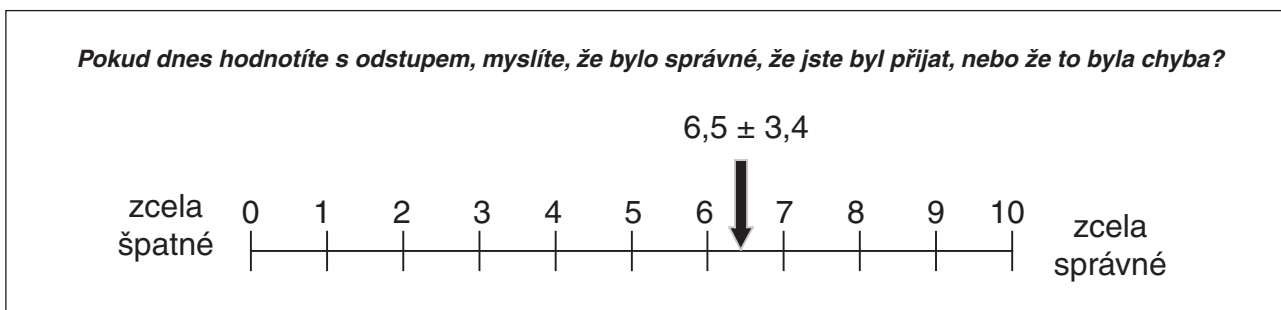 Pokud dnes hodnotíte s odstupem, myslíte, že bylo správné, že jste byl přijat, nebo že to byla chyba?
6,5 ± 3,4
zcela špatné
0 1 2 3 4 5 6 7 8 9 10
zcela správné